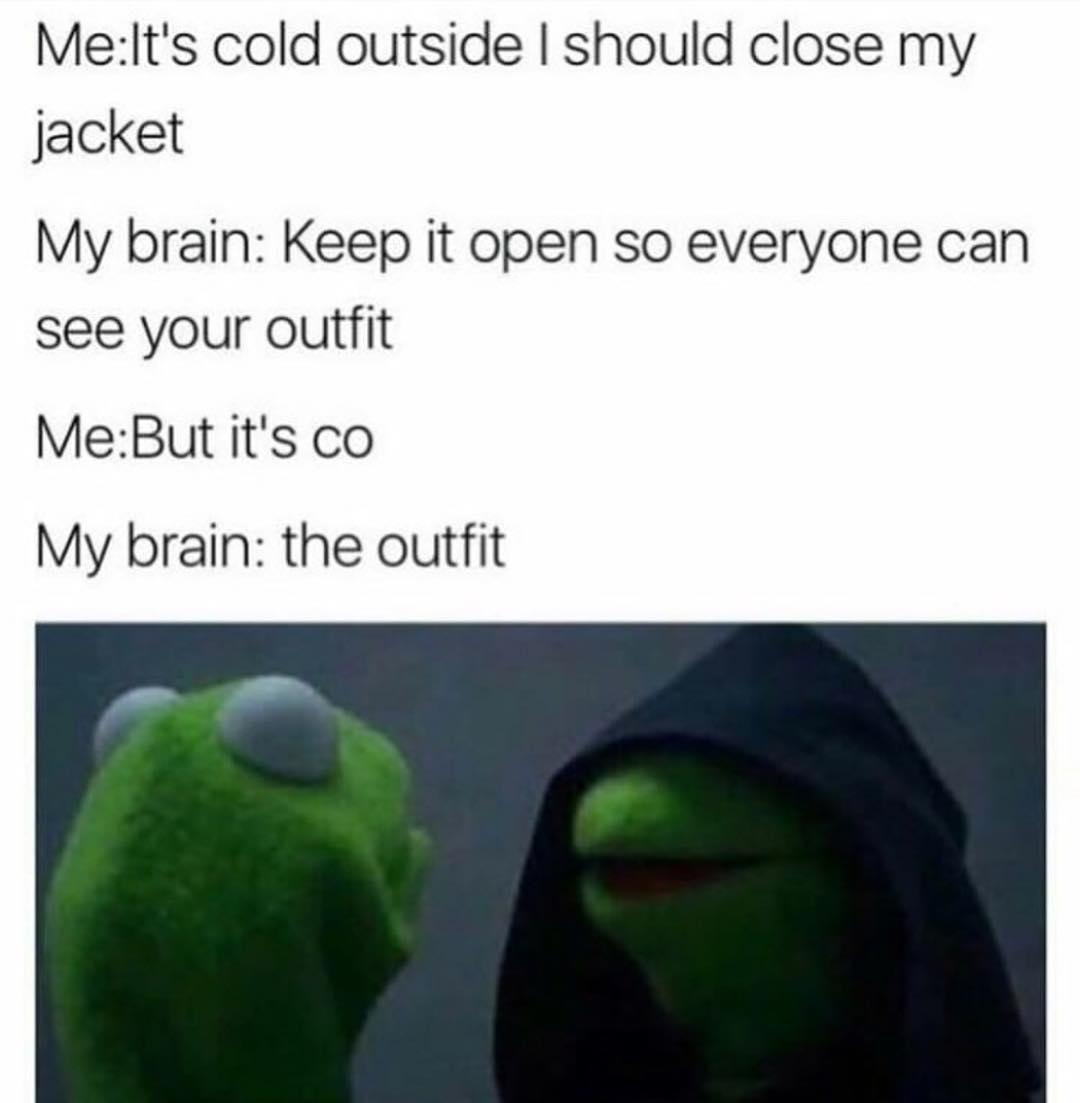 Me:It's cold outside I should close my
jacket
My brain: Keep it open so everyone can
see your outfit
Me:But it's co
My brain: the outfit